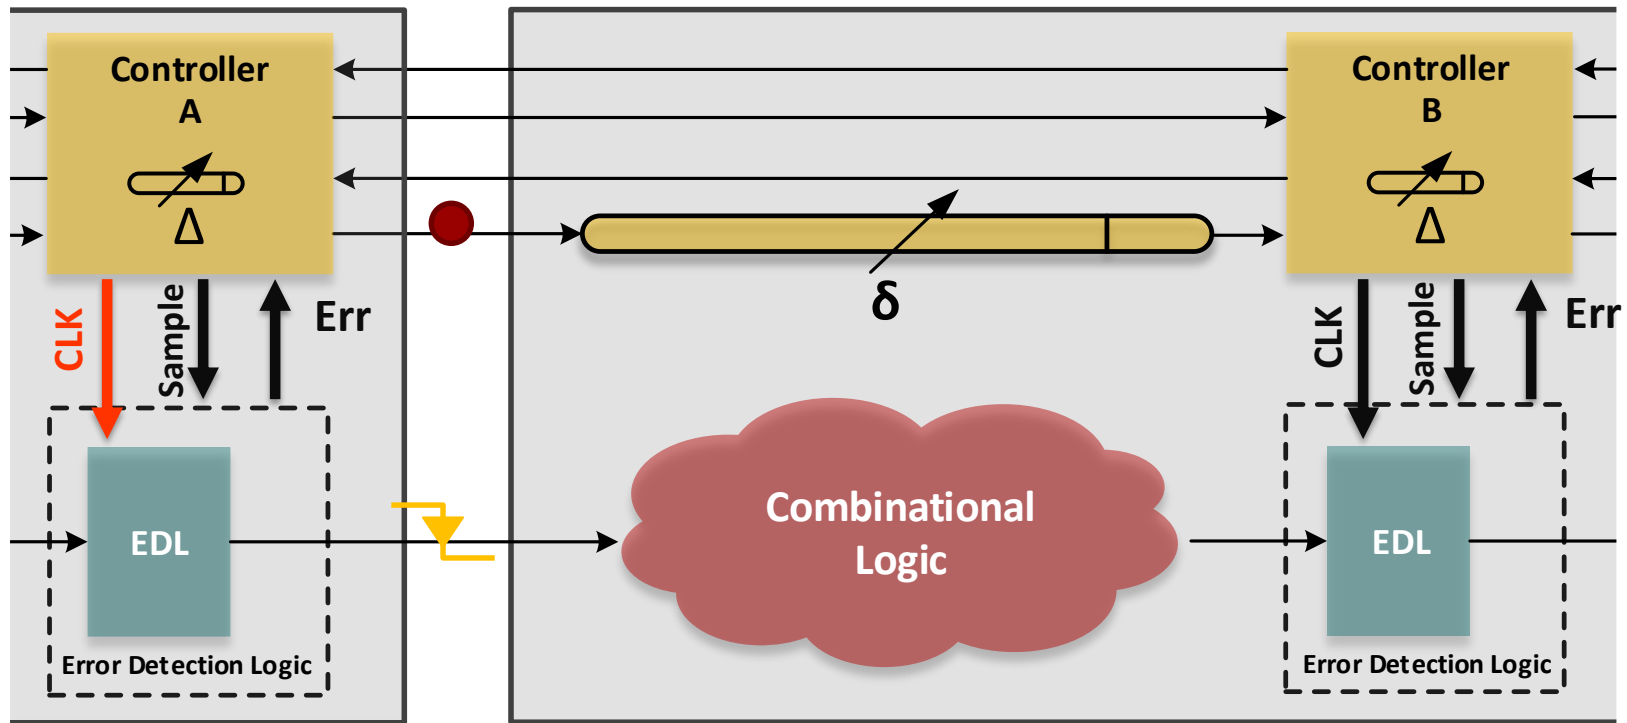 Controller
A
Δ
CLK
Sample
Err
EDL
Error Detection Logic
δ
Combinational
Logic
Controller
B
Δ
CLK
Sample
Err
EDL
Error Detection Logic